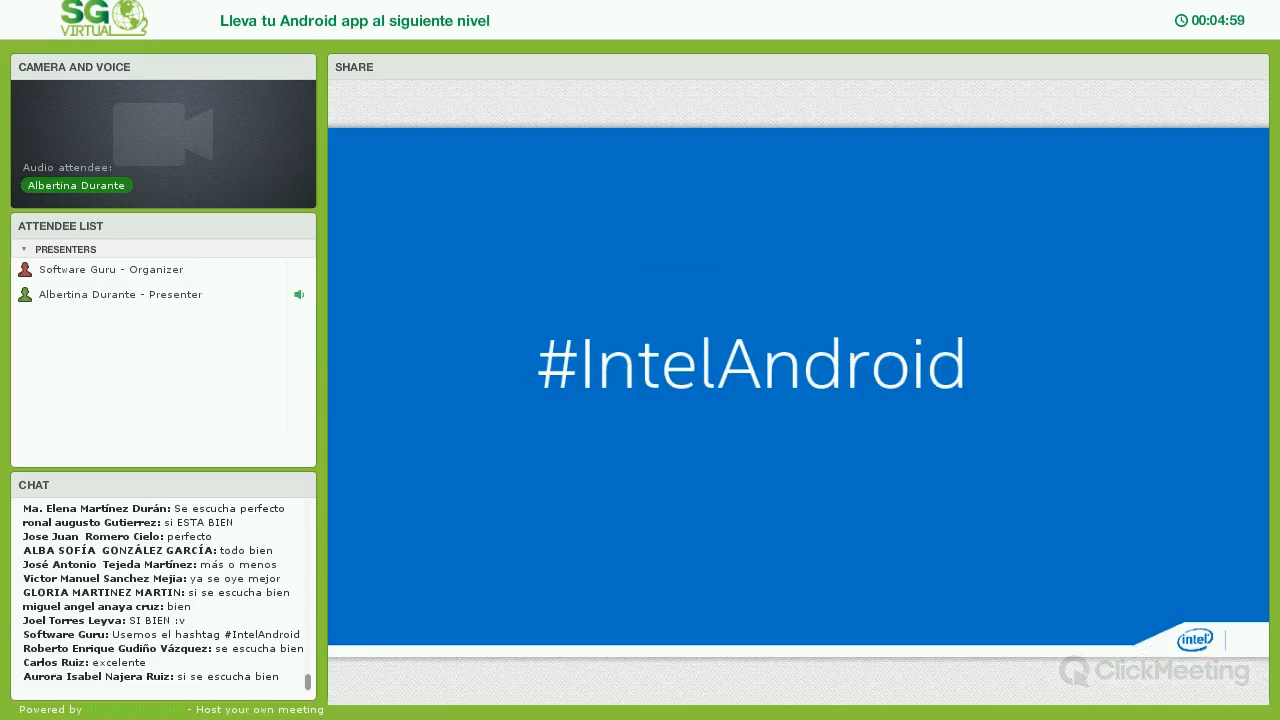 SG
VIRTUAL
Lleva tu Android app al siguiente nivel
00:04:59
CAMERA AND VOICE
Audio attendee:
Albertina Durante
ATTENDEE LIST
PRESENTERS
Software Guru - Organizer
Albertina Durante - Presenter
CHAT
Ma. Elena Martínez Durán: Se escucha perfecto
ronal augusto Gutierrez: si ESTA BIEN
Jose Juan Romero Cielo: perfecto
ALBA SOFÍA GONZÁLEZ GARCÍA: todo bien
José Antonio Tejeda Martínez: más o menos
Victor Manuel Sanchez Mejia: ya se oye mejor
GLORIA MARTINEZ MARTIN: si se escucha bien
miguel angel anaya cruz: bien
Joel Torres Leyva: SI BIEN :v
Software Guru: Usemos el hashtag #IntelAndroid
Roberto Enrique Gudiño Vázquez: se escucha bien
Carlos Ruiz: excelente
Aurora Isabel Najera Ruiz: si se escucha bien
Powered by - Host your own meeting
SHARE
#IntelAndroid
intel
ClickMeeting